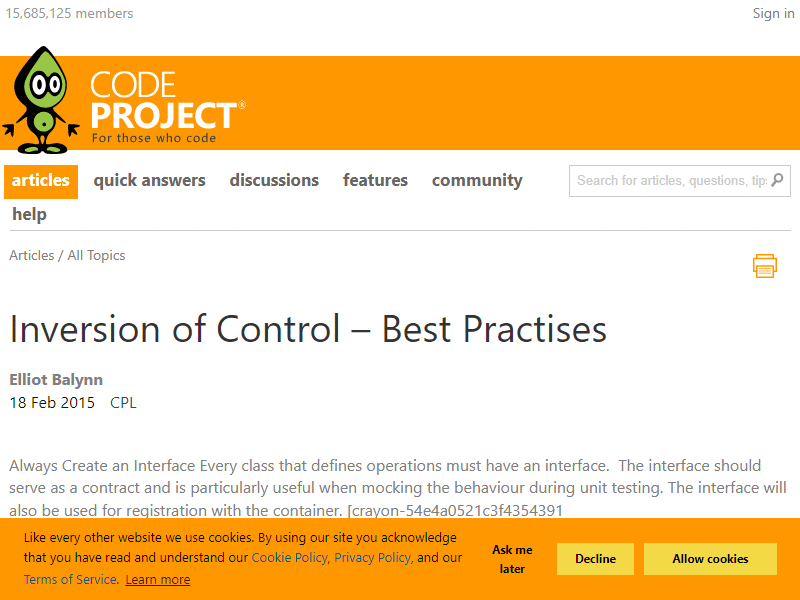 15,685,125 members
Sign in
CODE
PROJECT®
For those who code
articles quick answers discussions features community
Search for articles, questions, tips
help
Articles / All Topics
Inversion of Control – Best Practises
Elliot Balynn
18 Feb 2015 CPL
Always Create an Interface Every class that defines operations must have an interface. The interface should
serve as a contract and is particularly useful when mocking the behaviour during unit testing. The interface will
also be used for registration with the container. [crayon-54e4a0521c3f4354391
Like every other website we use cookies. By using our site you acknowledge
that you have read and understand our Cookie Policy, Privacy Policy, and our
Terms of Service. Learn more
Ask me
later
Decline
Allow cookies